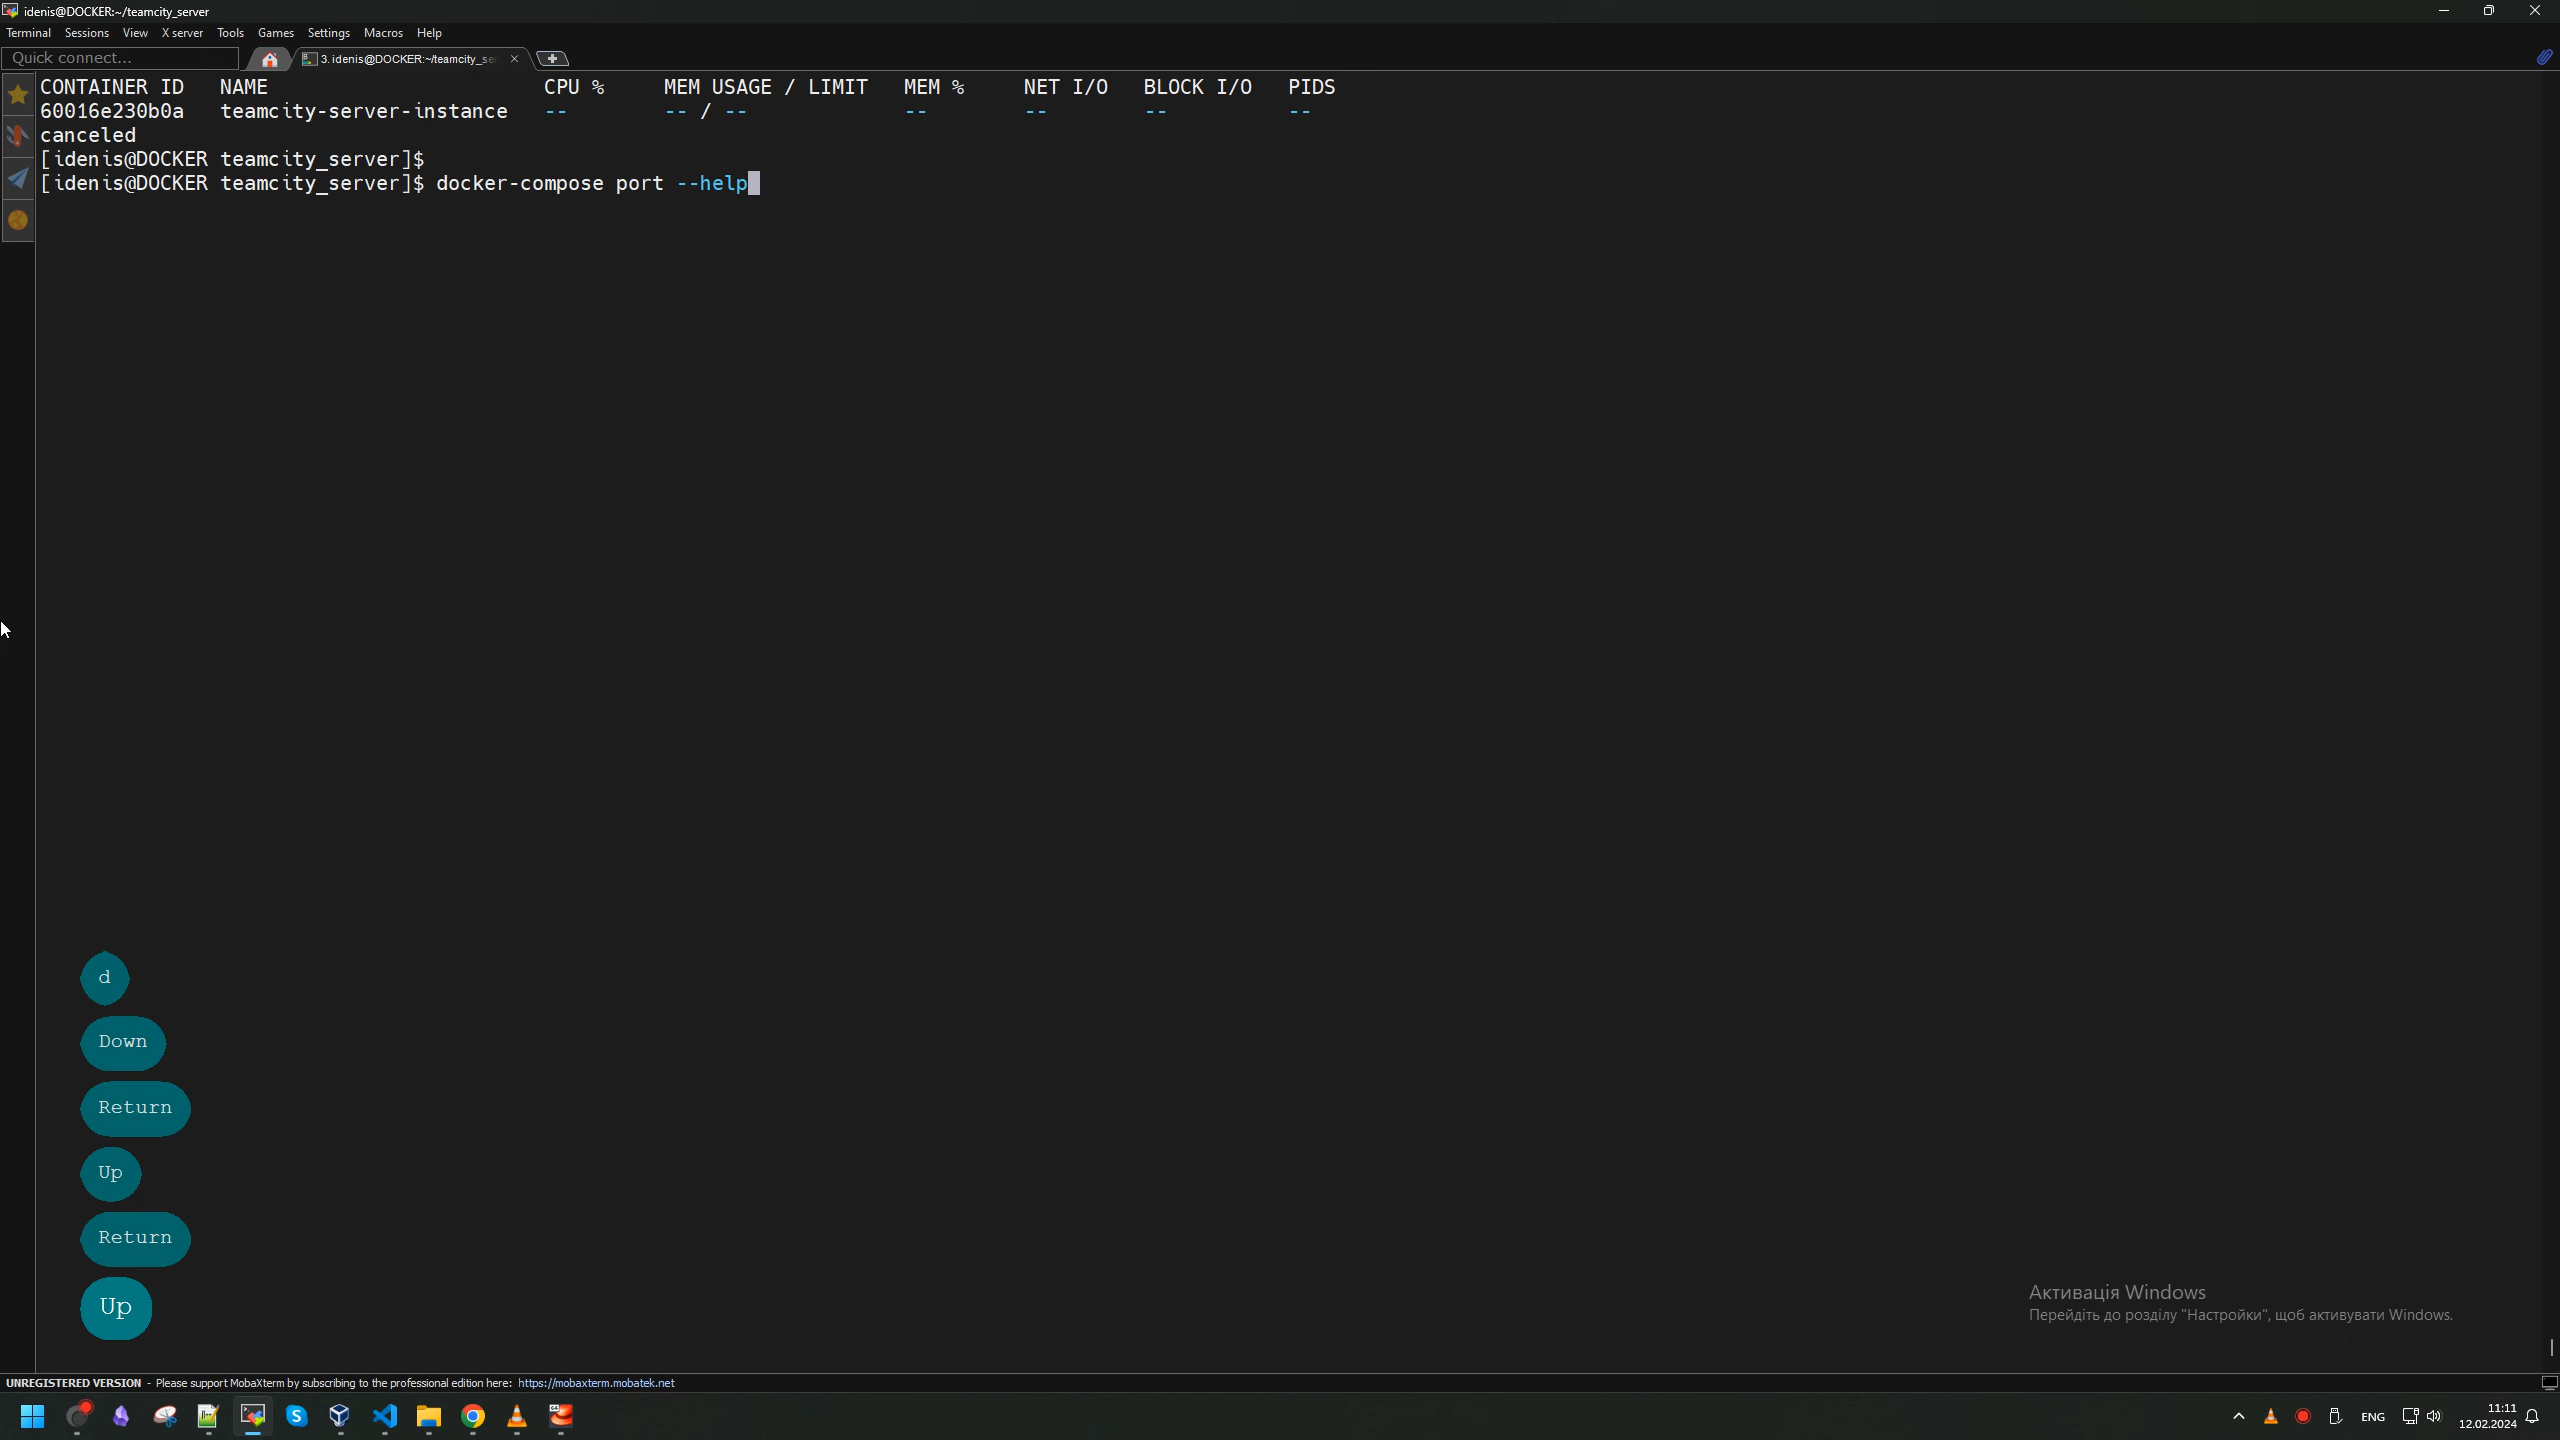 idenis@DOCKER:~/teamcity_server
Terminal Sessions View X server Tools Games Settings Macros Help
Quick connect...
3. idenis@DOCKER:~/teamcity_ser
CONTAINER ID NAME CPU % MEM USAGE / LIMIT MEM % NET I/O BLOCK I/O PIDS
60016e230b0a teamcity-server-instance -- -- / -- -- -- -- --
canceled
[idenis@DOCKER teamcity_server]$
[idenis@DOCKER teamcity_server]$ docker-compose port --help
d
Down
Return
Up
Return
Up
Активація Windows
Перейдіть до розділу "Настройки", щоб активувати Windows.
UNREGISTERED VERSION - Please support MobaXterm by subscribing to the professional edition here: https://mobaxterm.mobatek.net
ENG
11:11
12.02.2024